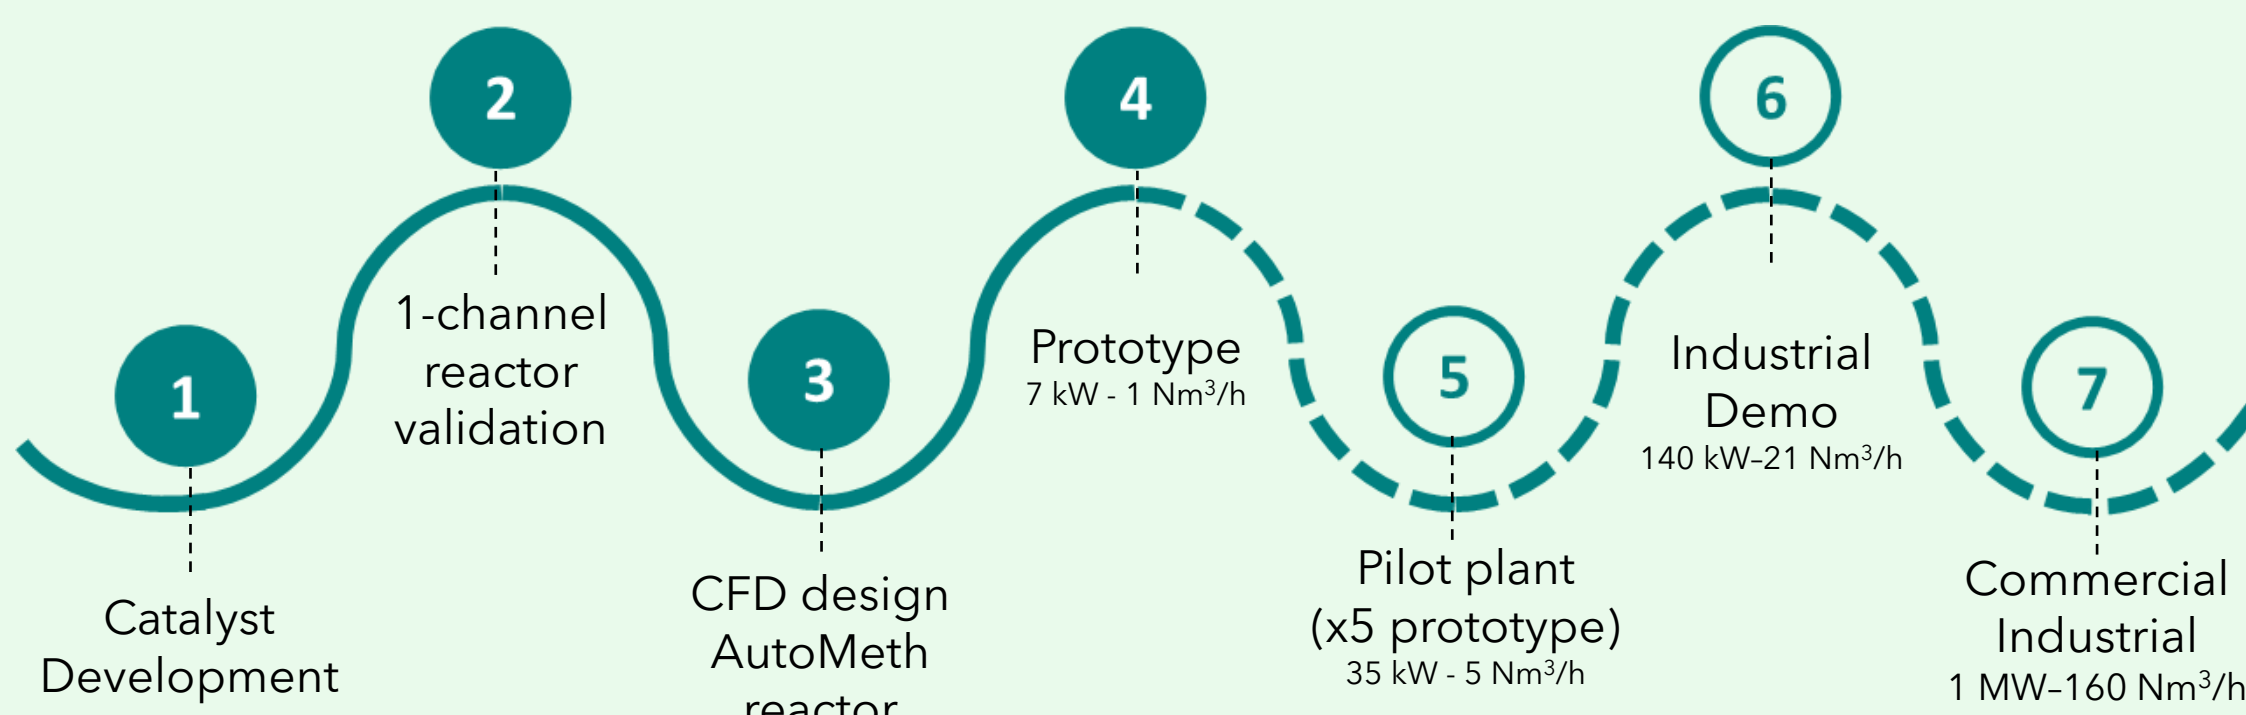 1
Catalyst
Development
2
1-channel
reactor
validation
3
CFD design
AutoMeth
reactor
4
Prototype
7 kW - 1 Nm³/h
5
Pilot plant
(x5 prototype)
35 kW - 5 Nm³/h
6
Industrial
Demo
140 kW–21 Nm³/h
7
Commercial
Industrial
1 MW–160 Nm³/h